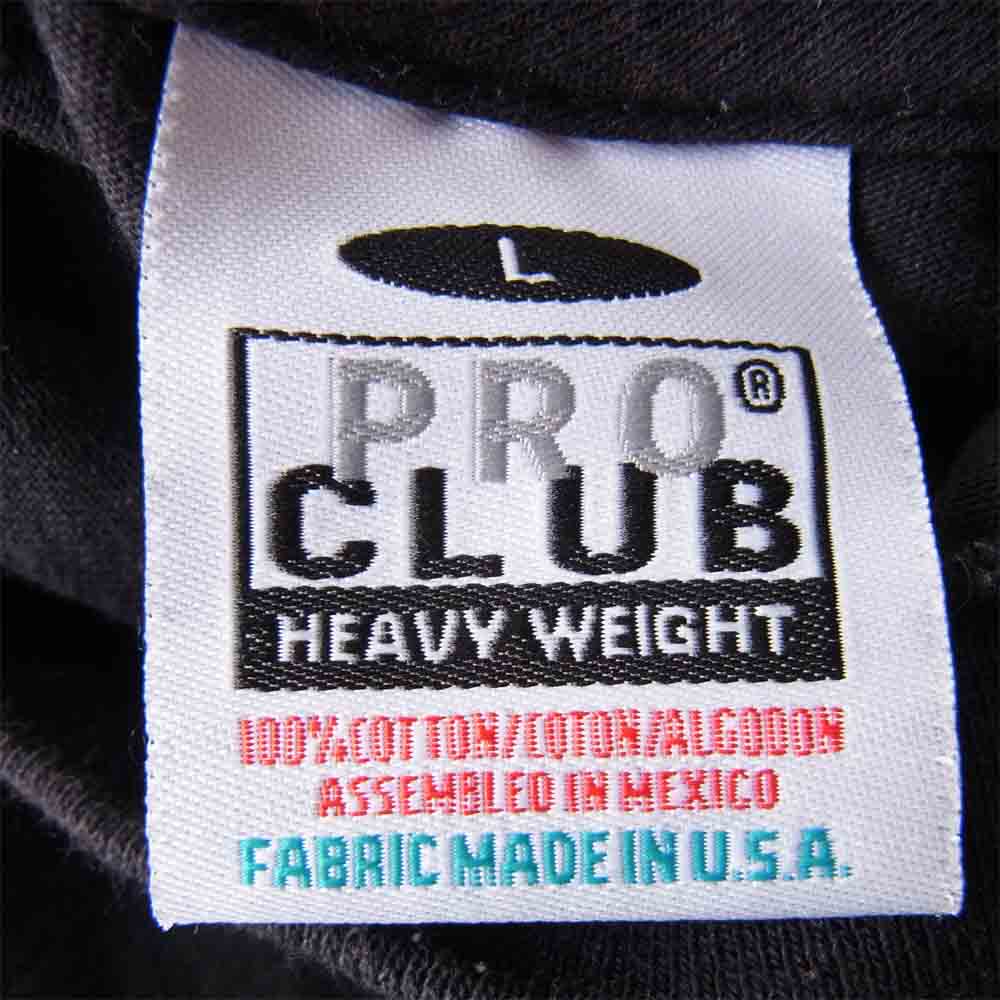 L
PRO®
CLUB
HEAVY WEIGHT
100% COTTON/COTON/ALGODON
ASSEMBLED IN MEXICO
FABRIC MADE IN U.S.A.